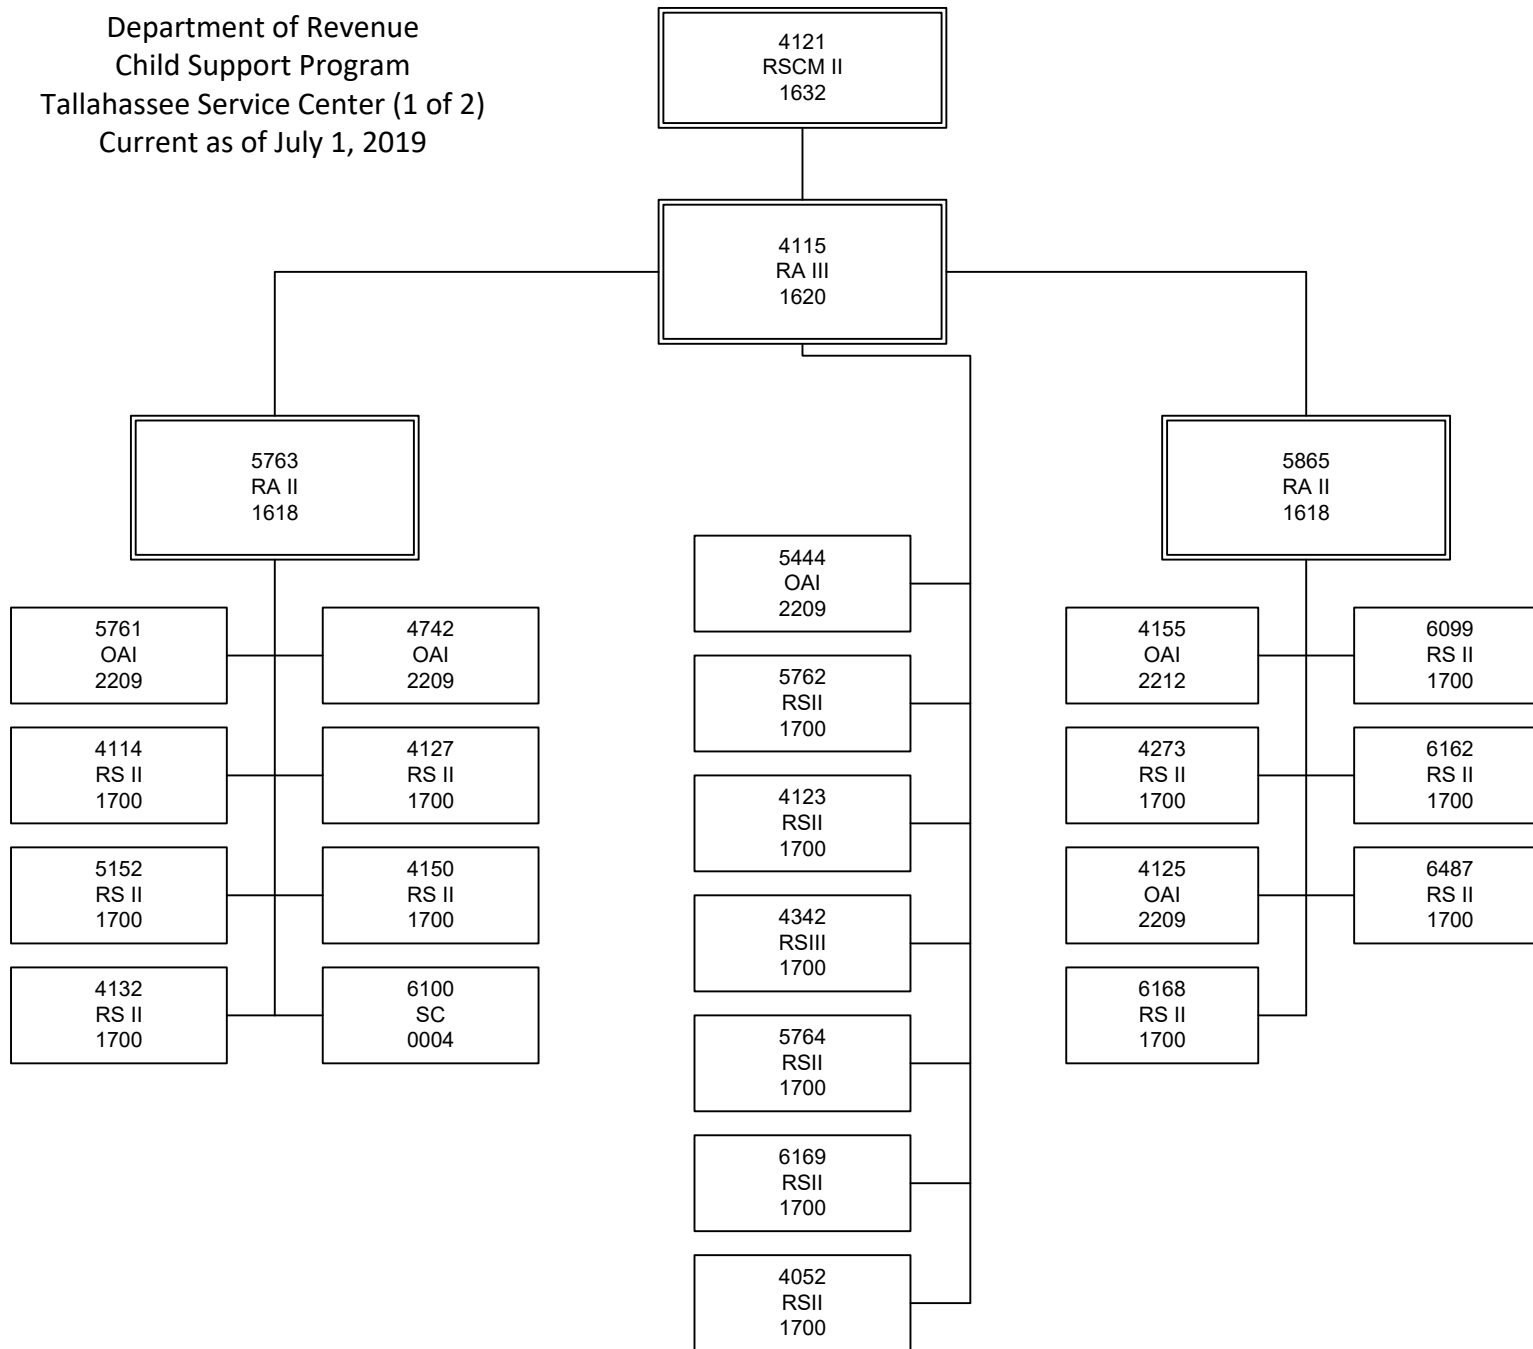 Department of Revenue
Child Support Program
Tallahassee Service Center (1 of 2)
Current as of July 1, 2019
4121
RSCM II
1632
4115
RA III
1620
5763
RA II
1618
5761
OAI
2209
4742
OAI
2209
4114
RS II
1700
4127
RS II
1700
5152
RS II
1700
4150
RS II
1700
4132
RS II
1700
6100
SC
0004
5444
OAI
2209
5762
RSII
1700
4123
RSII
1700
4342
RSIII
1700
5764
RSII
1700
6169
RSII
1700
4052
RSII
1700
5865
RA II
1618
4155
OAI
2212
6099
RS II
1700
4273
RS II
1700
6162
RS II
1700
4125
OAI
2209
6487
RS II
1700
6168
RS II
1700